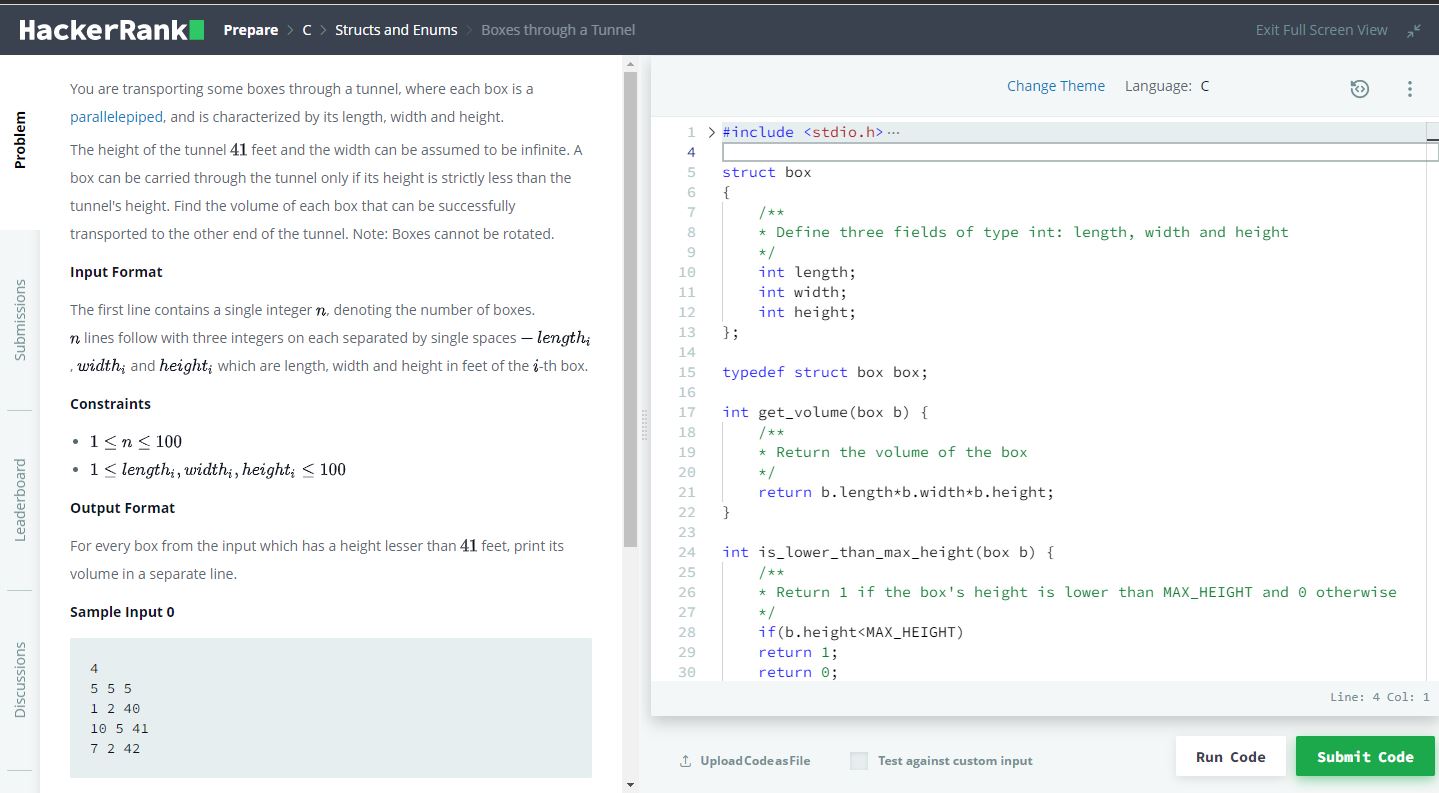 HackerRank Prepare > C > Structs and Enums > Boxes through a Tunnel Exit Full Screen View
Problem
Submissions
Leaderboard
Discussions
You are transporting some boxes through a tunnel, where each box is a
parallelepiped, and is characterized by its length, width and height.
The height of the tunnel 41 feet and the width can be assumed to be infinite. A
box can be carried through the tunnel only if its height is strictly less than the
tunnel's height. Find the volume of each box that can be successfully
transported to the other end of the tunnel. Note: Boxes cannot be rotated.
Input Format
The first line contains a single integer n, denoting the number of boxes.
n lines follow with three integers on each separated by single spaces - lengthᵢ
, widthᵢ and heightᵢ which are length, width and height in feet of the i-th box.
Constraints
• 1 ≤ n ≤ 100
• 1 ≤ lengthᵢ, widthᵢ, heightᵢ ≤ 100
Output Format
For every box from the input which has a height lesser than 41 feet, print its
volume in a separate line.
Sample Input 0
4
5 5 5
1 2 40
10 5 41
7 2 42
Change Theme Language: C
1 #include <stdio.h> ···
4
5 struct box
6 {
7 /**
8 * Define three fields of type int: length, width and height
9 */
10 int length;
11 int width;
12 int height;
13 };
14
15 typedef struct box box;
16
17 int get_volume(box b) {
18 /**
19 * Return the volume of the box
20 */
21 return b.length*b.width*b.height;
22 }
23
24 int is_lower_than_max_height(box b) {
25 /**
26 * Return 1 if the box's height is lower than MAX_HEIGHT and 0 otherwise
27 */
28 if(b.height<MAX_HEIGHT)
29 return 1;
30 return 0;
Line: 4 Col: 1
Upload Code as File Test against custom input Run Code Submit Code